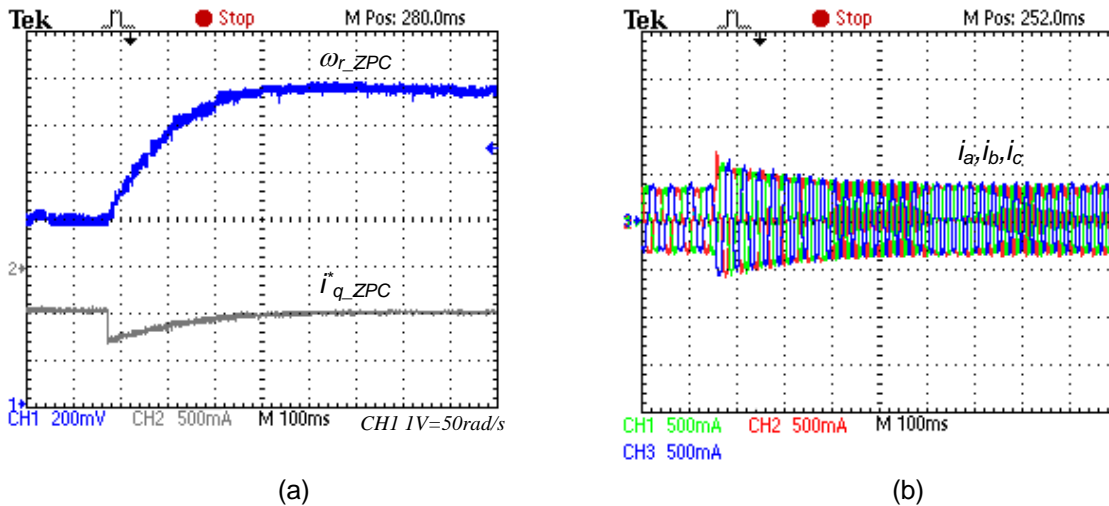 Tek Stop M Pos: 280.0ms
ω_r_ZPC
2
i*_q_ZPC
1
CH1 200mV CH2 500mA M 100ms CH1 1V=50rad/s
(a)
Tek Stop M Pos: 252.0ms
i_a,i_b,i_c
CH1 500mA CH2 500mA M 100ms
CH3 500mA
(b)